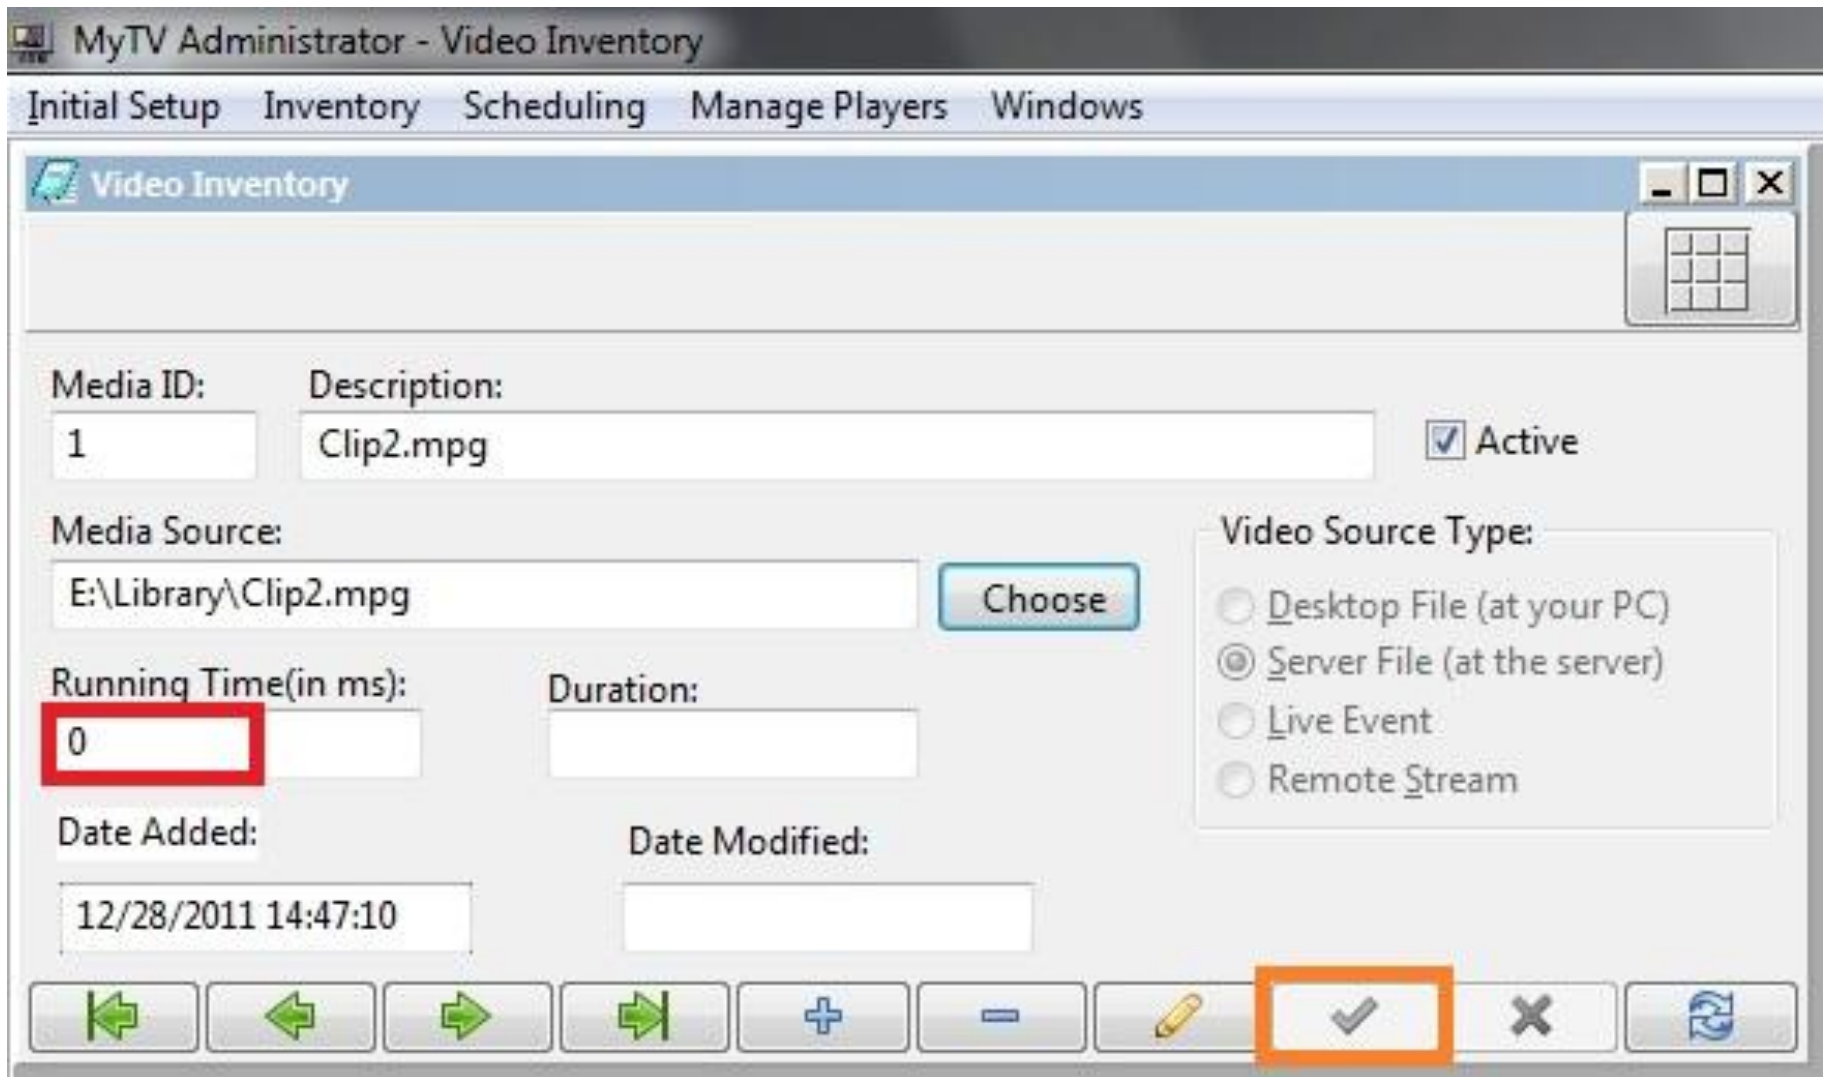 MyTV Administrator - Video Inventory
Initial Setup Inventory Scheduling Manage Players Windows
Video Inventory
Media ID: Description:
1 Clip2.mpg Active
Media Source: Video Source Type:
E:\Library\Clip2.mpg Choose
Desktop File (at your PC)
Server File (at the server)
Running Time(in ms): Duration:
Live Event
0
Remote Stream
Date Added: Date Modified:
12/28/2011 14:47:10